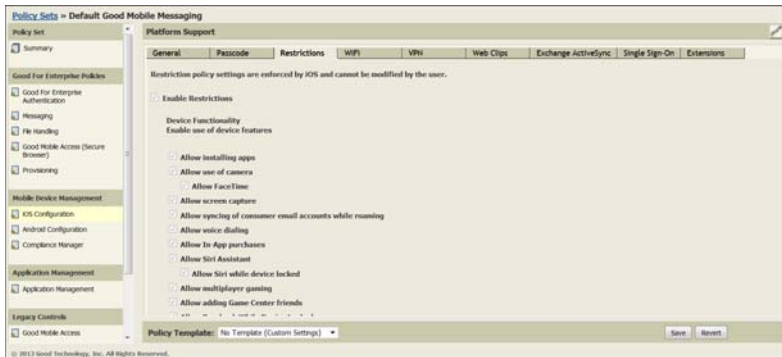 Policy Sets » Default Good Mobile Messaging
Policy Set
Summary
Good For Enterprise Policies
Good For Enterprise
Authentication
Messaging
File Handling
Good Mobile Access (Secure
Browser)
Provisioning
Mobile Device Management
iOS Configuration
Android Configuration
Compliance Manager
Application Management
Application Management
Legacy Controls
Good Mobile Access
Platform Support
General Passcode Restrictions WiFi VPN Web Clips Exchange ActiveSync Single Sign-On Extensions
Restriction policy settings are enforced by iOS and cannot be modified by the user.
Enable Restrictions
Device Functionality
Enable use of device features
Allow installing apps
Allow use of camera
Allow FaceTime
Allow screen capture
Allow syncing of consumer email accounts while roaming
Allow voice dialing
Allow In-App purchases
Allow Siri Assistant
Allow Siri while device locked
Allow multiplayer gaming
Allow adding Game Center friends
Policy Template: No Template (Custom Settings)
Save Revert
© 2013 Good Technology, Inc. All Rights Reserved.